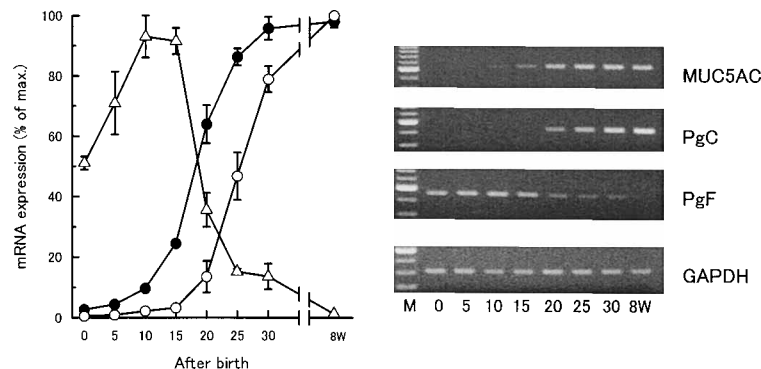 mRNA expression (% of max.)
100
80
60
40
20
0
0 5 10 15 20 25 30 8W
After birth
MUC5AC
PgC
PgF
GAPDH
M 0 5 10 15 20 25 30 8W